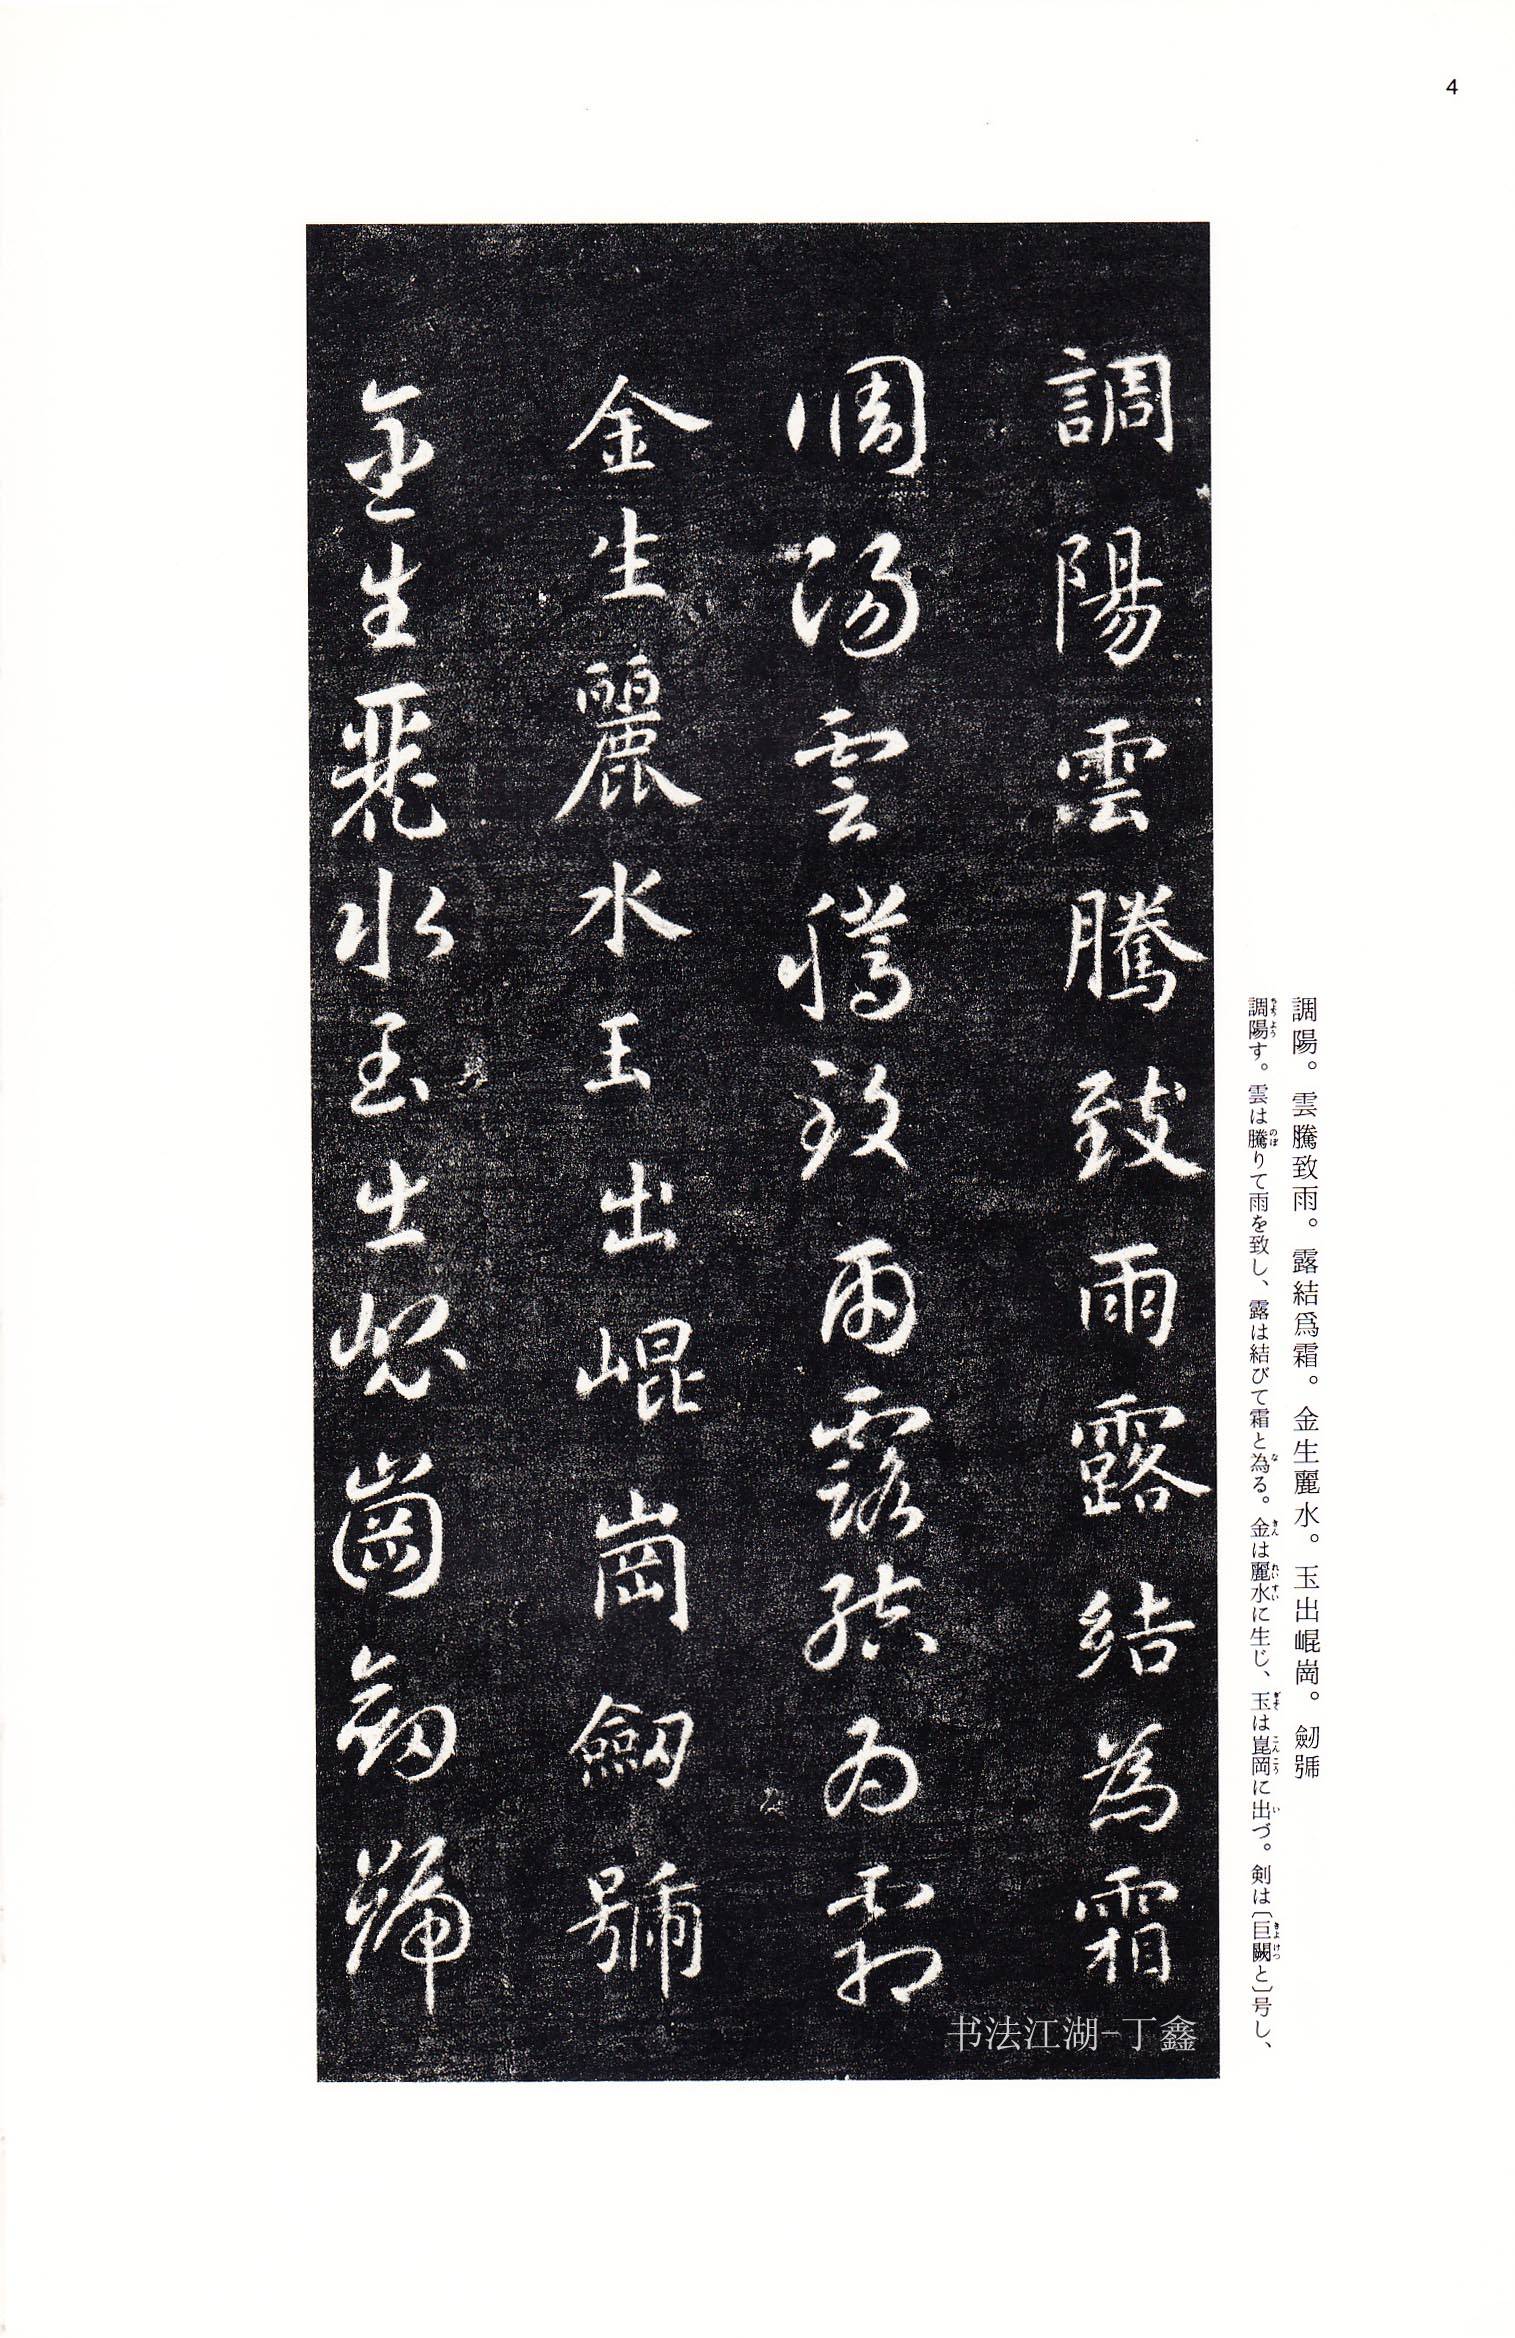 4
調陽。雲騰致雨。露結爲霜。金生麗水。玉出崐崗。劒號
調陽す。雲は騰りて雨を致し、露は結びて霜と為る。金は麗水に生じ、玉は崑岡に出づ。剣は〔巨闕と〕号し、
調陽雲騰致雨露結為霜
調陽雲騰致雨露結為霜
金生麗水玉出崐崗劒號
金生麗水玉出崐崗劒號
书法江湖-丁鑫